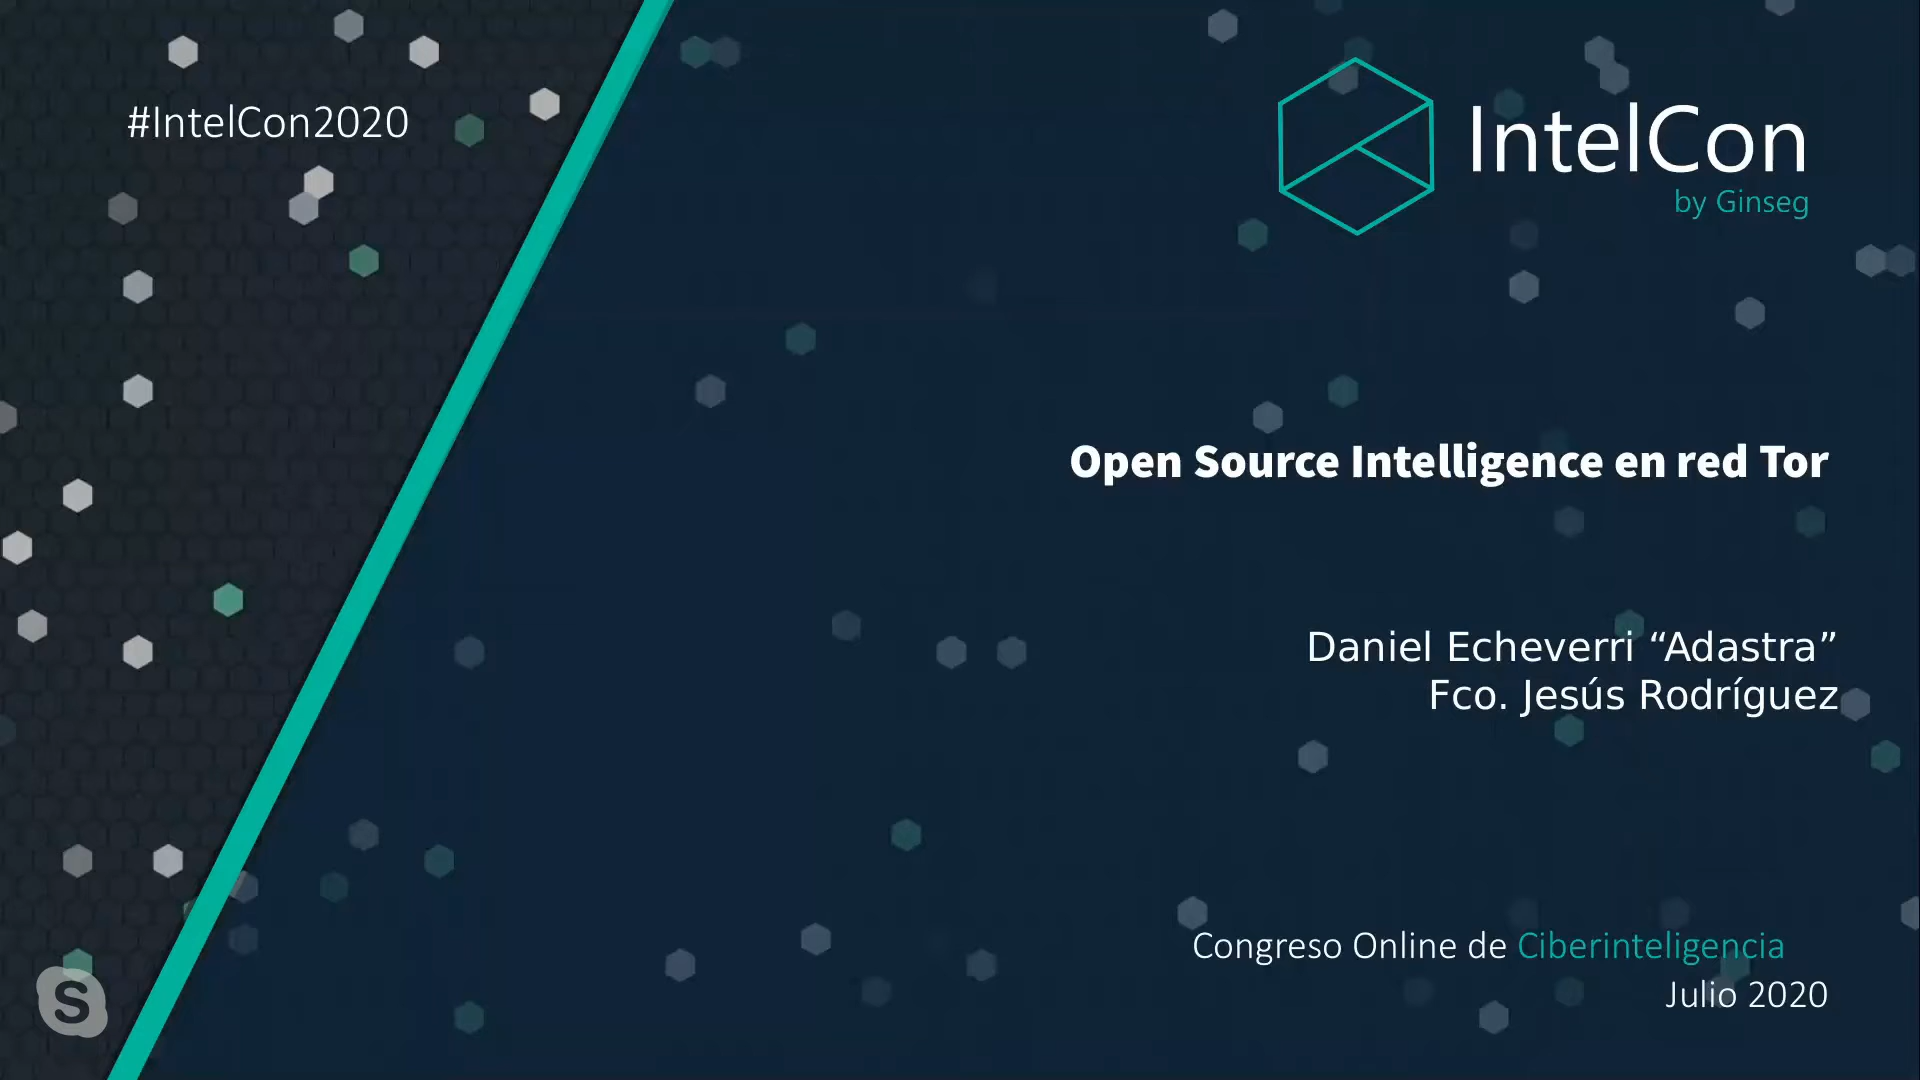 #IntelCon2020
IntelCon
by Ginseg
Open Source Intelligence en red Tor
Daniel Echeverri “Adastra”
Fco. Jesús Rodríguez
Congreso Online de Ciberinteligencia
Julio 2020
S